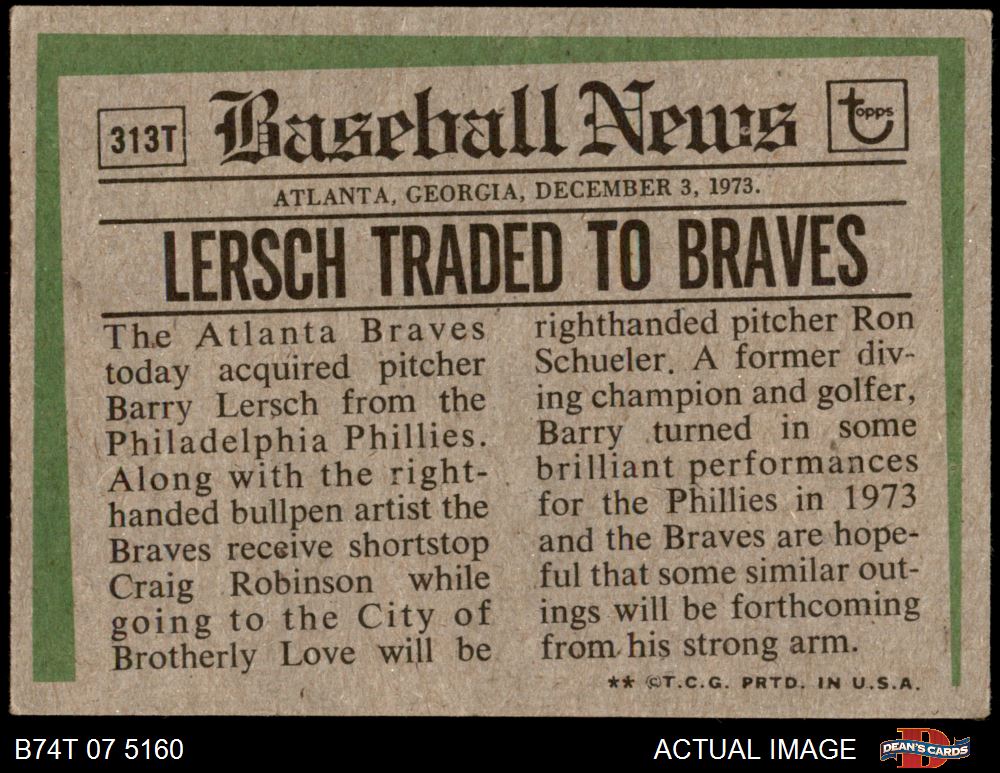 313T
Baseball News
topps
ATLANTA, GEORGIA, DECEMBER 3, 1973.
LERSCH TRADED TO BRAVES
The Atlanta Braves
today acquired pitcher
Barry Lersch from the
Philadelphia Phillies.
Along with the right-
handed bullpen artist the
Braves receive shortstop
Craig Robinson while
going to the City of
Brotherly Love will be
righthanded pitcher Ron
Schueler. A former div-
ing champion and golfer,
Barry turned in some
brilliant performances
for the Phillies in 1973
and the Braves are hope-
ful that some similar out-
ings will be forthcoming
from his strong arm.
** ©T.C.G. PRTD. IN U.S.A.
B74T 07 5160
ACTUAL IMAGE
DEAN'S CARDS